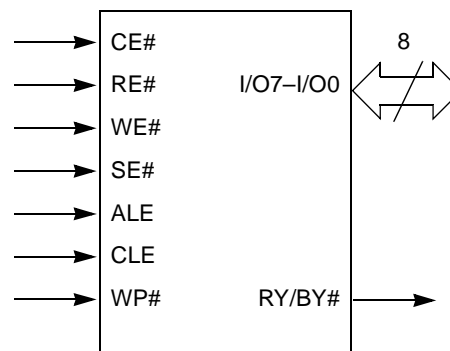 CE#
8
RE#
I/O7–I/O0
WE#
SE#
ALE
CLE
WP#
RY/BY#